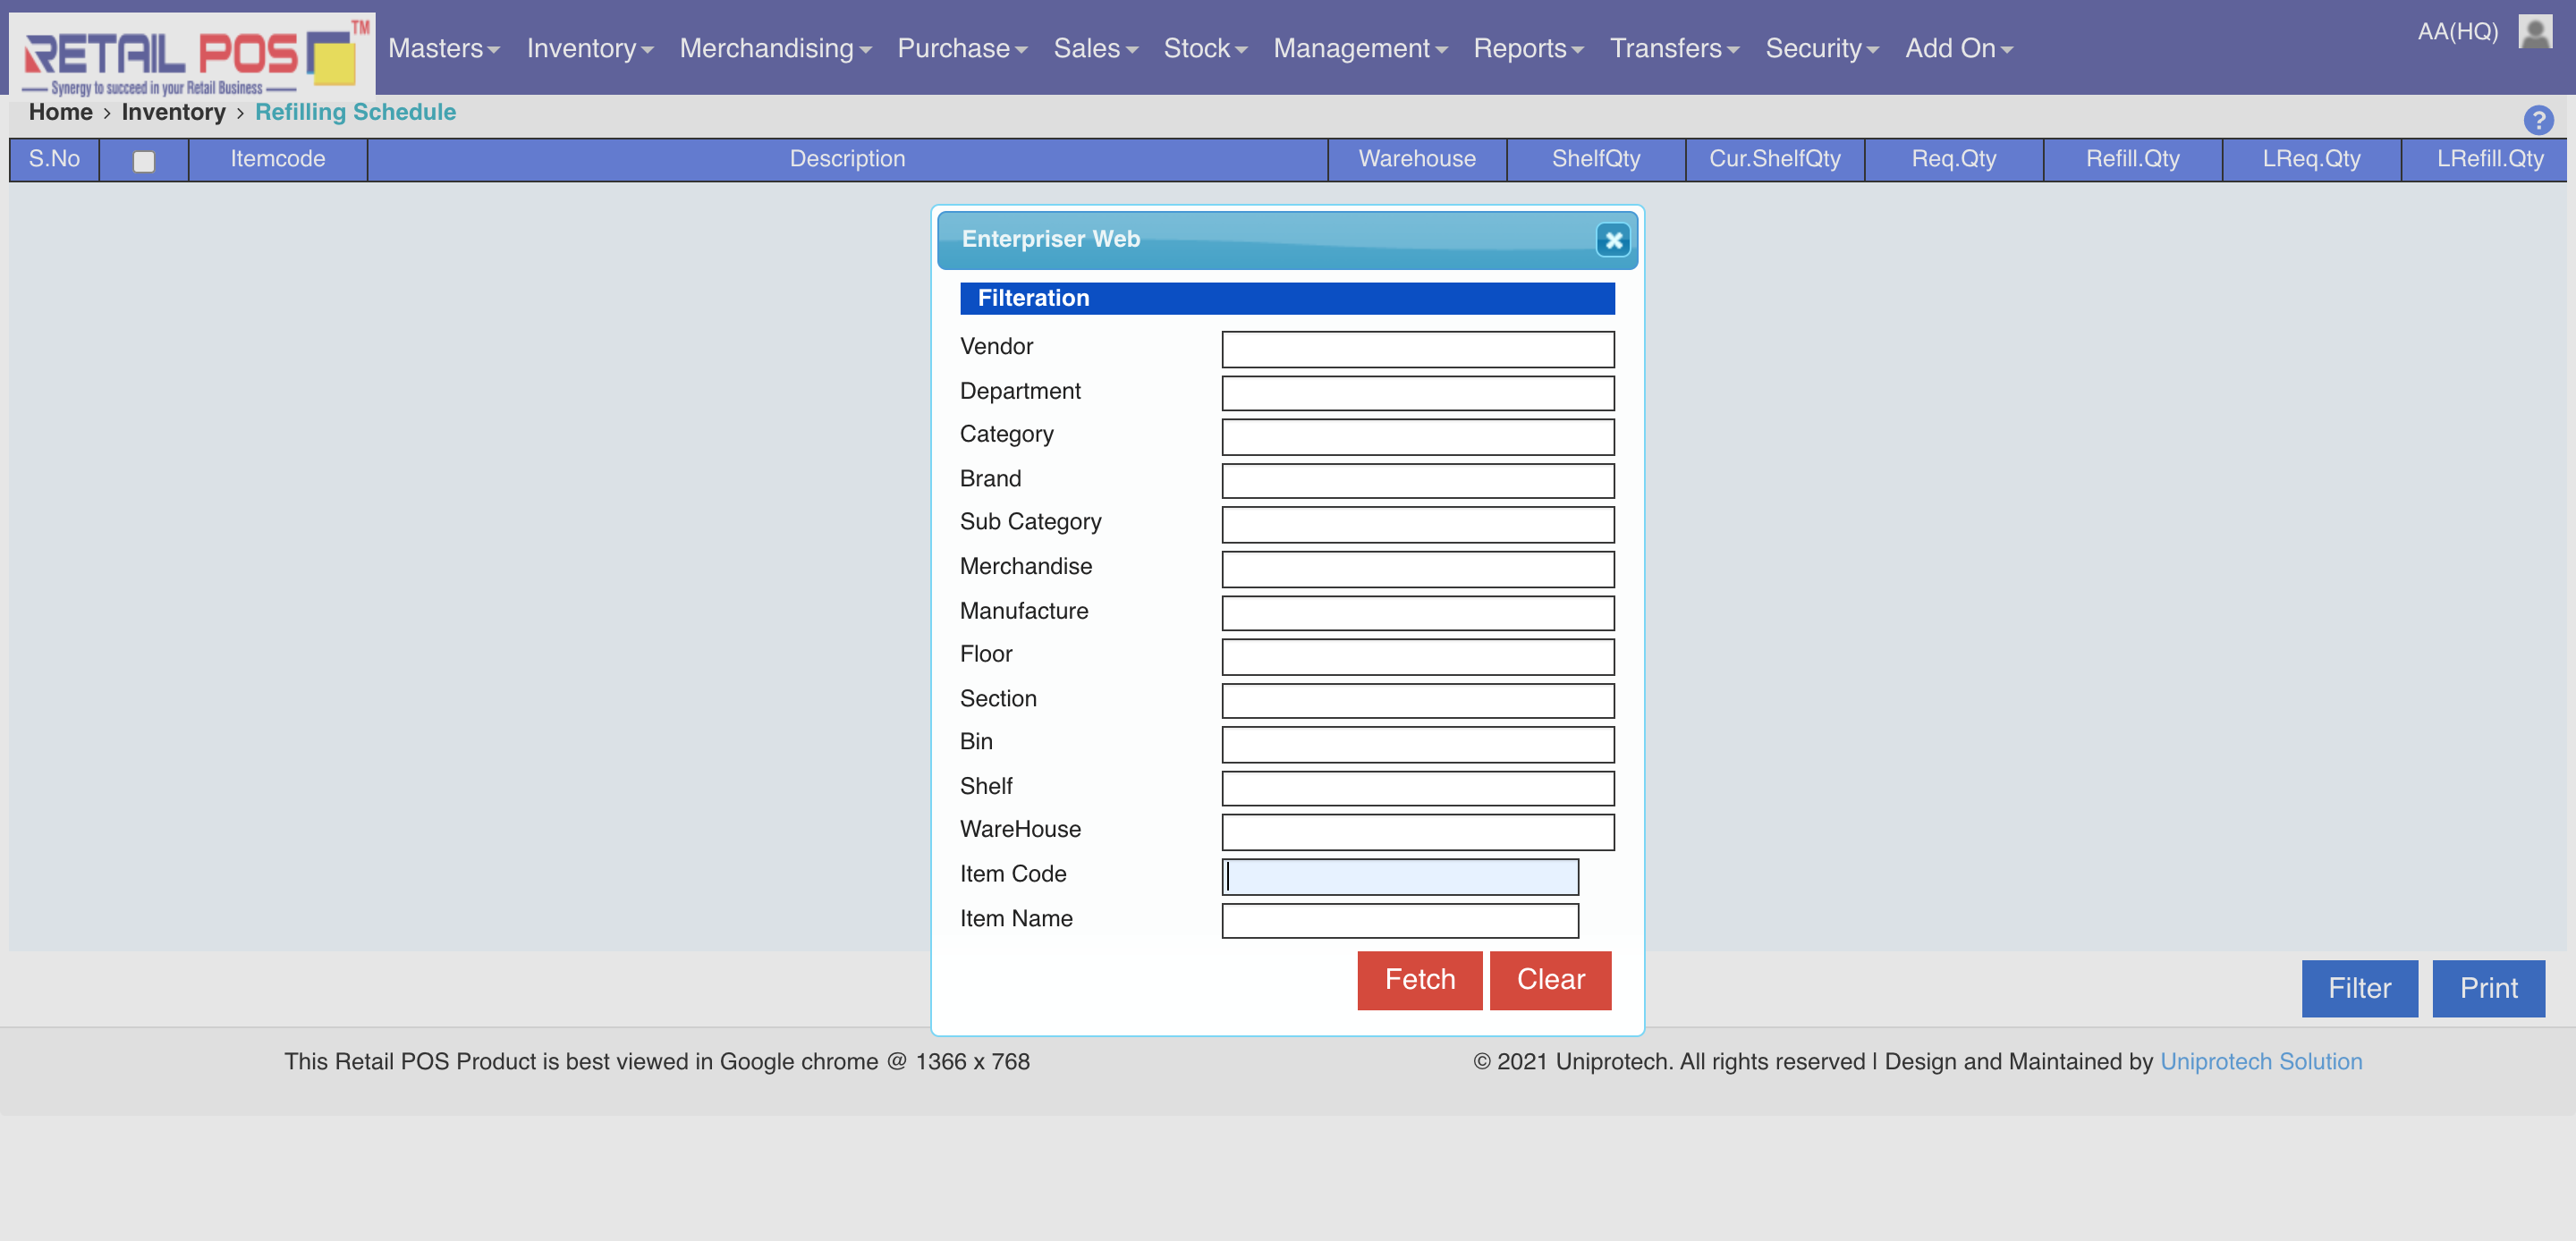 RETAIL POS TM
Synergy to succeed in your Retail Business
Masters Inventory Merchandising Purchase Sales Stock Management Reports Transfers Security Add On
AA(HQ)
Home › Inventory › Refilling Schedule
?
S.No Itemcode Description Warehouse ShelfQty Cur.ShelfQty Req.Qty Refill.Qty LReq.Qty LRefill.Qty
Enterpriser Web
Filteration
Vendor
Department
Category
Brand
Sub Category
Merchandise
Manufacture
Floor
Section
Bin
Shelf
WareHouse
Item Code
Item Name
Fetch Clear
Filter Print
This Retail POS Product is best viewed in Google chrome @ 1366 x 768
© 2021 Uniprotech. All rights reserved | Design and Maintained by Uniprotech Solution